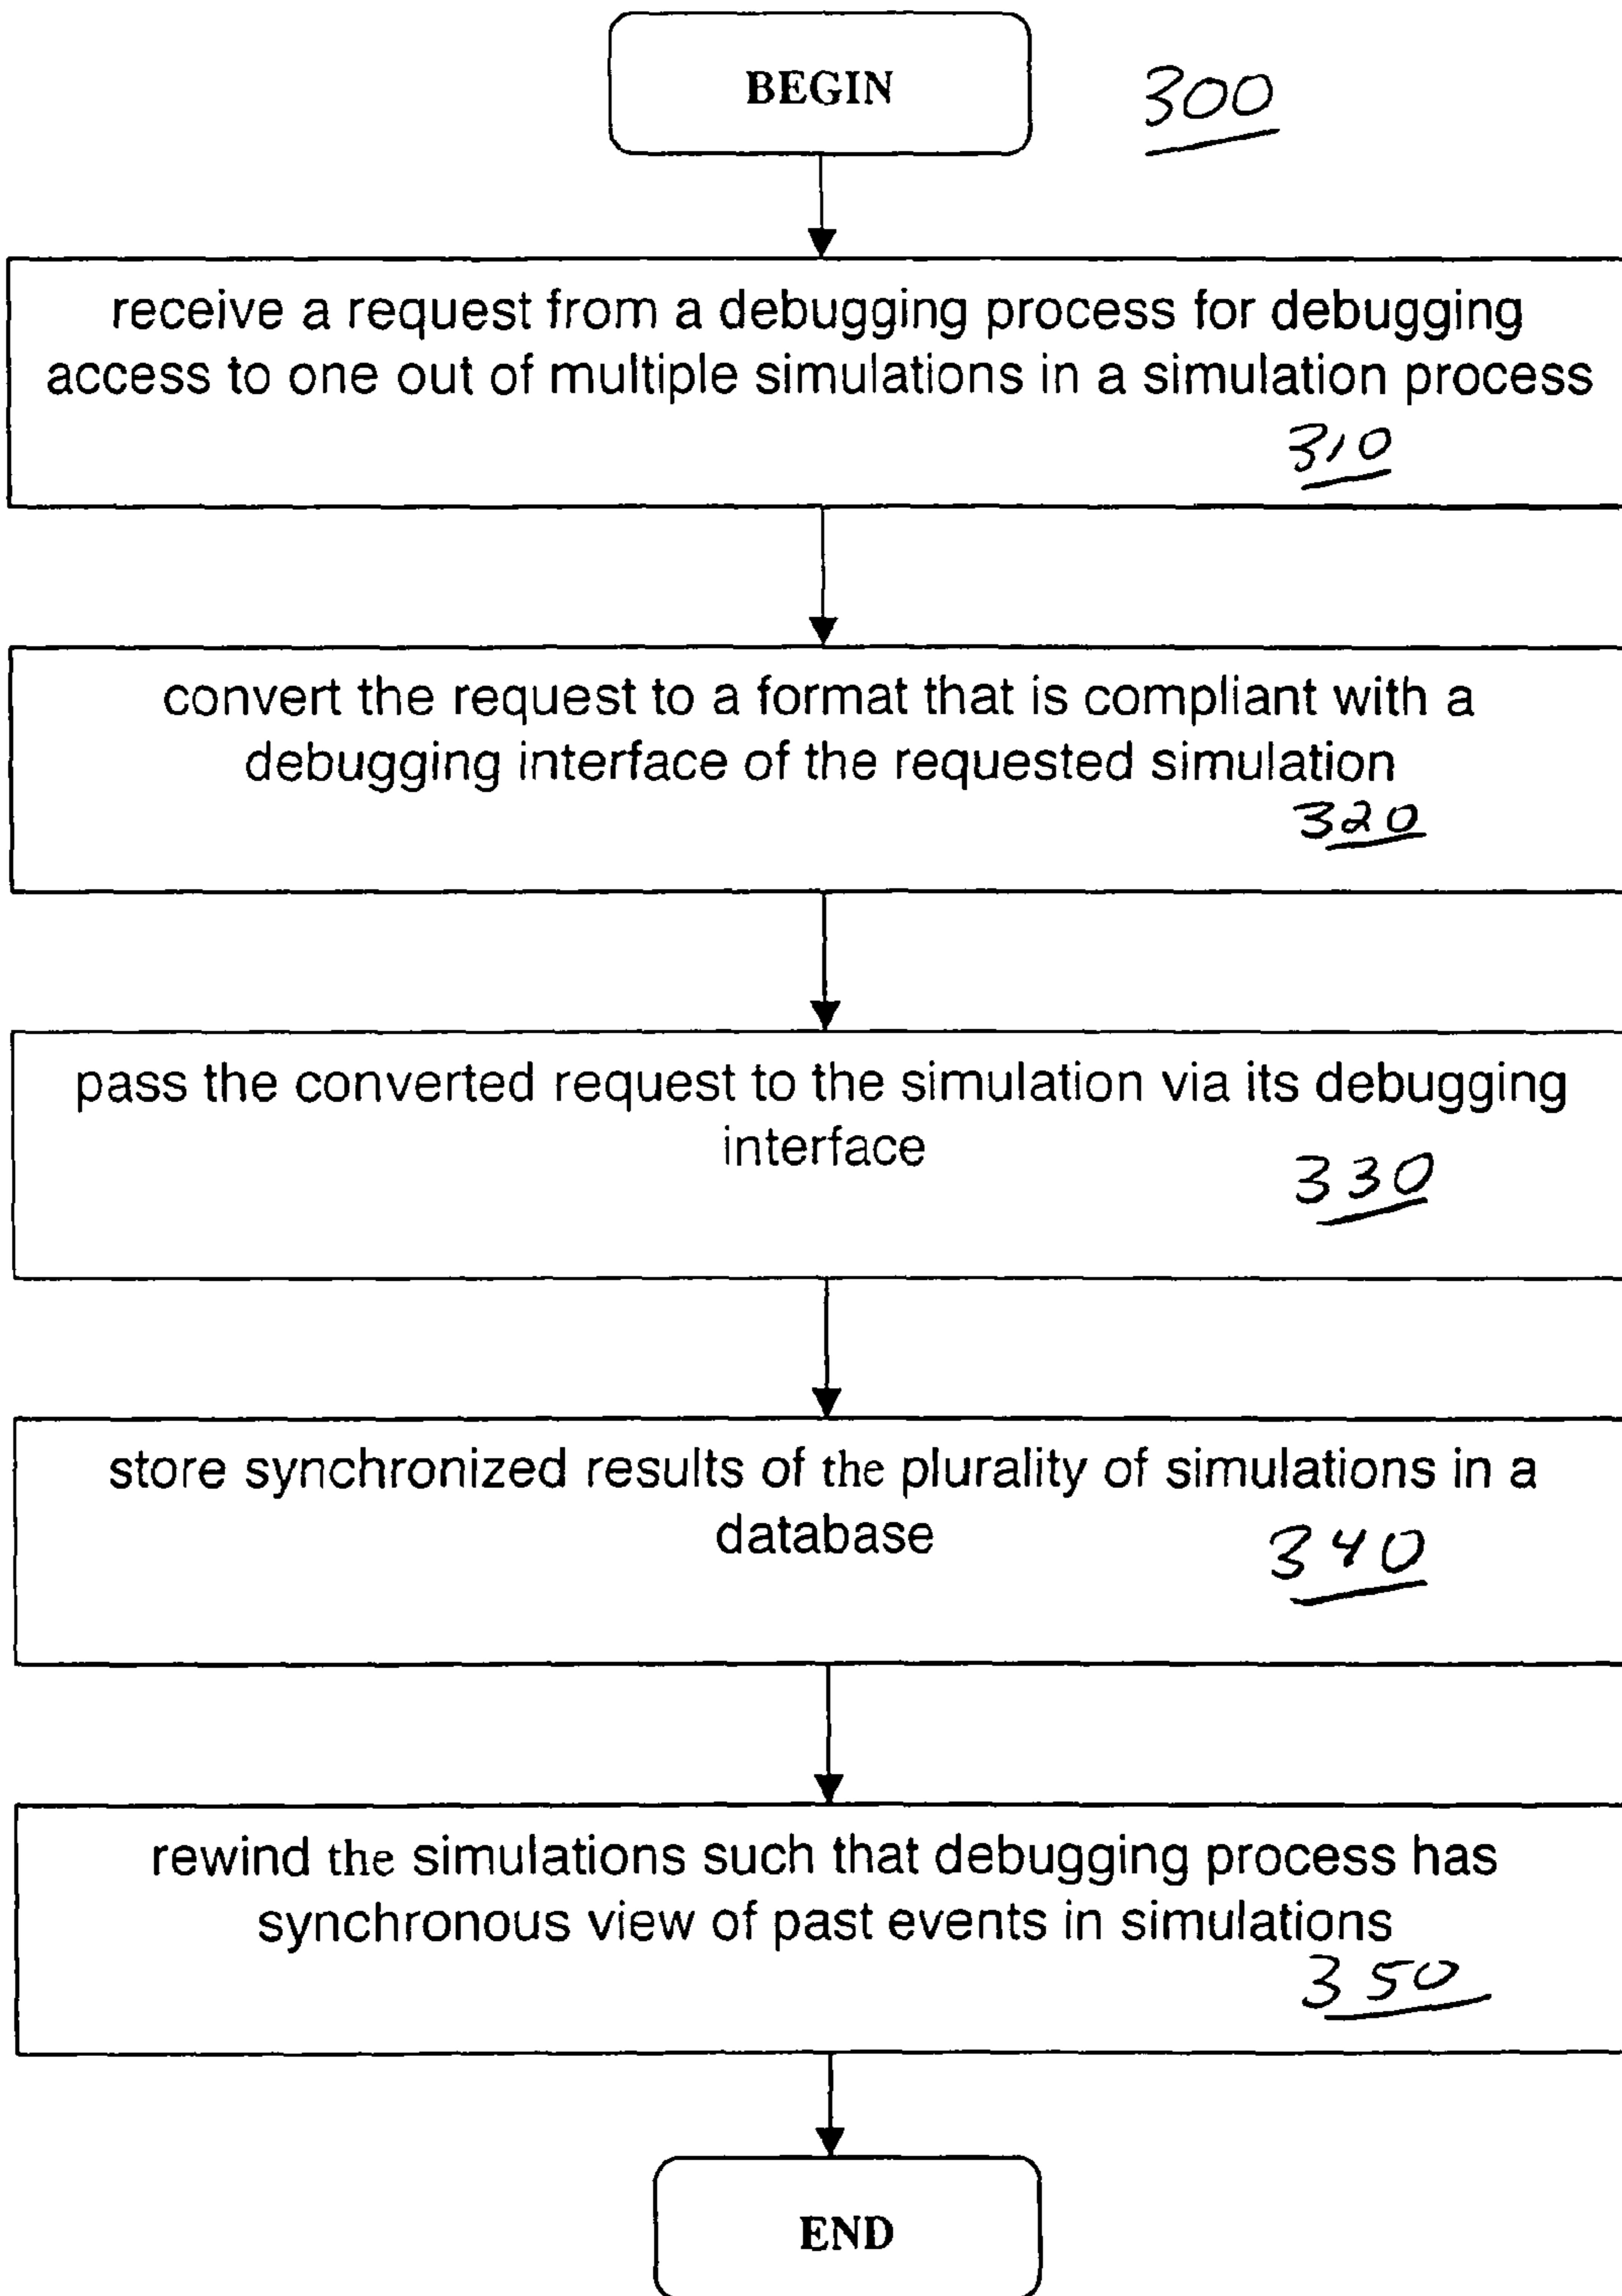 BEGIN
300
receive a request from a debugging process for debugging
access to one out of multiple simulations in a simulation process
310
convert the request to a format that is compliant with a
debugging interface of the requested simulation
320
pass the converted request to the simulation via its debugging
interface
330
store synchronized results of the plurality of simulations in a
database
340
rewind the simulations such that debugging process has
synchronous view of past events in simulations
350
END